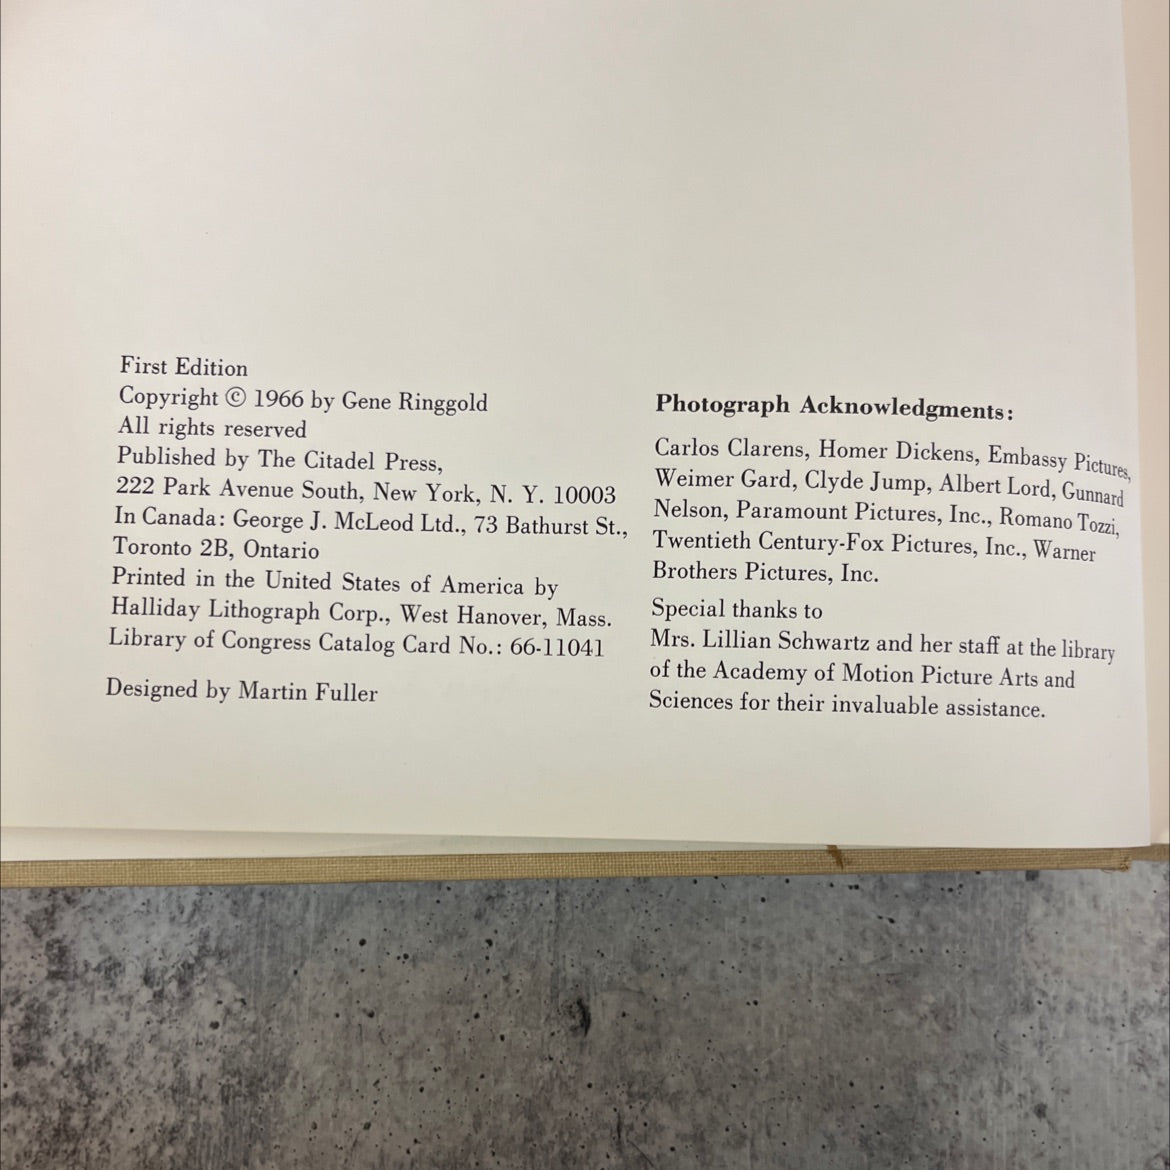 First Edition
Copyright © 1966 by Gene Ringgold
All rights reserved
Published by The Citadel Press,
222 Park Avenue South, New York, N. Y. 10003
In Canada: George J. McLeod Ltd., 73 Bathurst St.,
Toronto 2B, Ontario
Printed in the United States of America by
Halliday Lithograph Corp., West Hanover, Mass.
Library of Congress Catalog Card No.: 66-11041
Designed by Martin Fuller
Photograph Acknowledgments:
Carlos Clarens, Homer Dickens, Embassy Pictures,
Weimer Gard, Clyde Jump, Albert Lord, Gunnard
Nelson, Paramount Pictures, Inc., Romano Tozzi,
Twentieth Century-Fox Pictures, Inc., Warner
Brothers Pictures, Inc.
Special thanks to
Mrs. Lillian Schwartz and her staff at the library
of the Academy of Motion Picture Arts and
Sciences for their invaluable assistance.